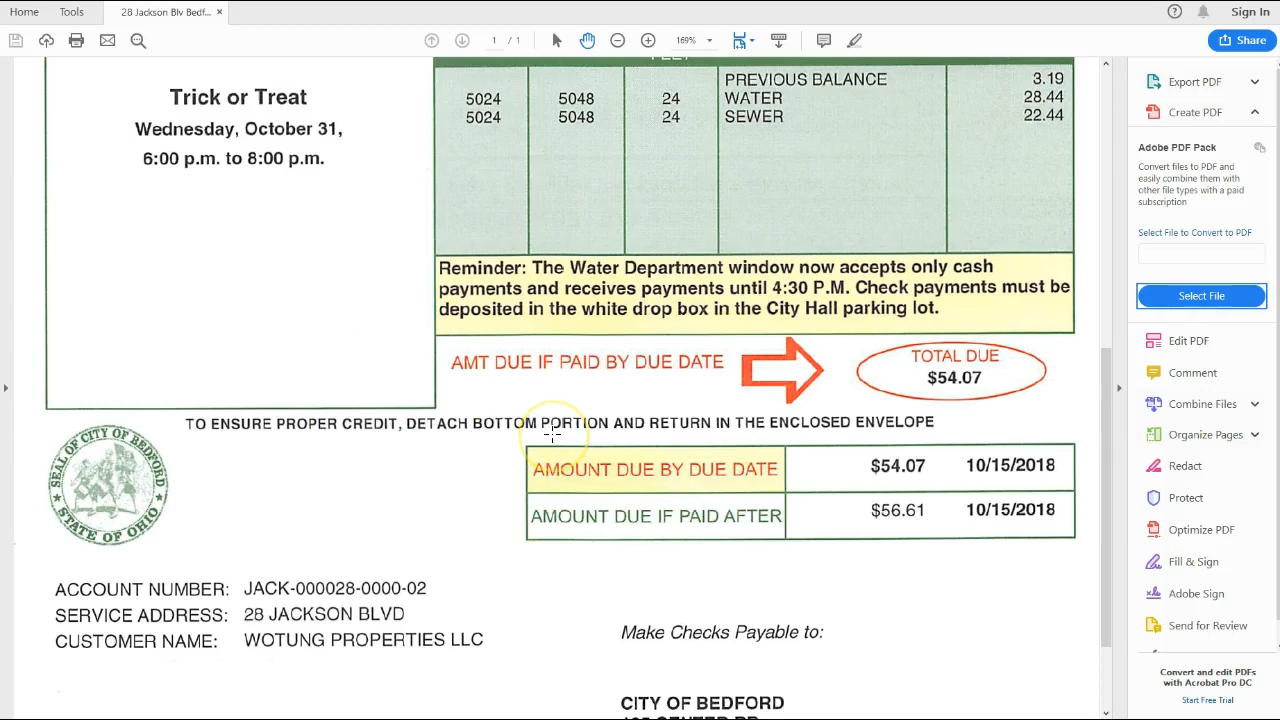 Home Tools 28 Jackson Blv Bedf... × Sign In
1 / 1 169% Share
Trick or Treat
Wednesday, October 31,
6:00 p.m. to 8:00 p.m.
PREVIOUS BALANCE 3.19
5024 5048 24 WATER 28.44
5024 5048 24 SEWER 22.44
Reminder: The Water Department window now accepts only cash
payments and receives payments until 4:30 P.M. Check payments must be
deposited in the white drop box in the City Hall parking lot.
AMT DUE IF PAID BY DUE DATE
TOTAL DUE
$54.07
TO ENSURE PROPER CREDIT, DETACH BOTTOM PORTION AND RETURN IN THE ENCLOSED ENVELOPE
SEAL OF CITY OF BEDFORD
STATE OF OHIO
AMOUNT DUE BY DUE DATE $54.07 10/15/2018
AMOUNT DUE IF PAID AFTER $56.61 10/15/2018
ACCOUNT NUMBER: JACK-000028-0000-02
SERVICE ADDRESS: 28 JACKSON BLVD
CUSTOMER NAME: WOTUNG PROPERTIES LLC
Make Checks Payable to:
CITY OF BEDFORD
Export PDF
Create PDF
Adobe PDF Pack
Convert files to PDF and
easily combine them with
other file types with a paid
subscription
Select File to Convert to PDF
Select File
Edit PDF
Comment
Combine Files
Organize Pages
Redact
Protect
Optimize PDF
Fill & Sign
Adobe Sign
Send for Review
Convert and edit PDFs
with Acrobat Pro DC
Start Free Trial